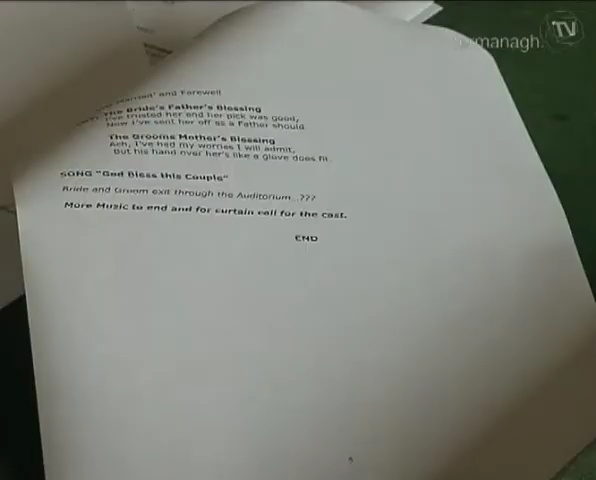 TV
managh.
Married' and Farewell
The Bride's Father's Blessing
I've trusted her and her pick was good,
Now I've sent her off as a Father should.
The Grooms Mother's Blessing
Ach, I've had my worries I will admit,
But his hand over her's like a glove does fit.
SONG "God Bless this Couple"
Bride and Groom exit through the Auditorium...???
More Music to end and for curtain call for the cast.
END